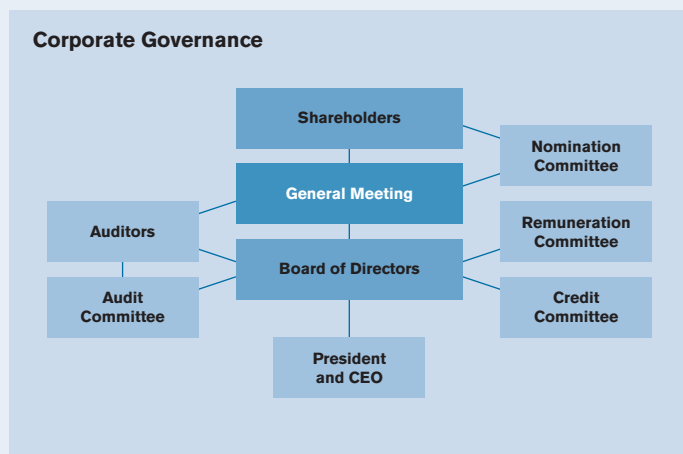 Corporate Governance
Shareholders
Nomination
Committee
General Meeting
Auditors
Remuneration
Committee
Board of Directors
Audit
Committee
Credit
Committee
President
and CEO